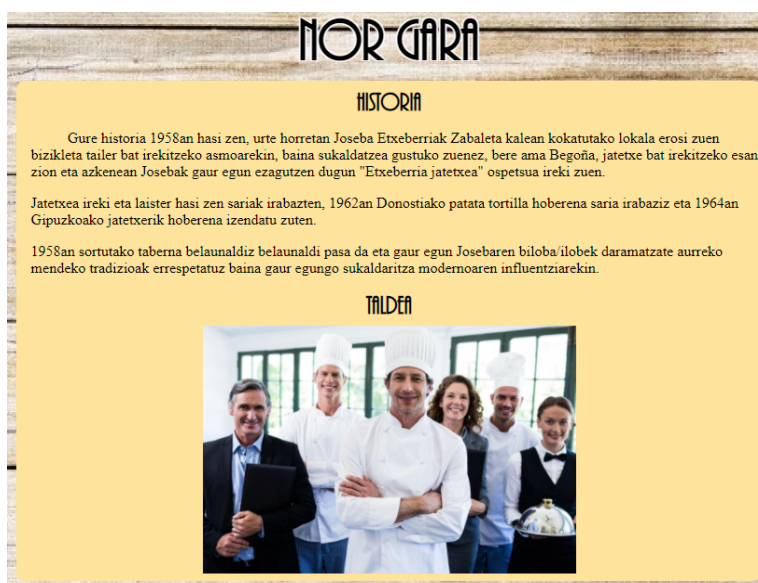 NOR GARA
HISTORIA
Gure historia 1958an hasi zen, urte horretan Joseba Etxeberriak Zabaleta kalean kokatutako lokala erosi zuen
bizikleta tailer bat irekitzeko asmoarekin, baina sukaldatzea gustuko zuenez, bere ama Begoña, jatetxe bat irekitzeko esan
zion eta azkenean Josebak gaur egun ezagutzen dugun "Etxeberria jatetxea" ospetsua ireki zuen.
Jatetxea ireki eta laister hasi zen sariak irabazten, 1962an Donostiako patata tortilla hoberena saria irabaziz eta 1964an
Gipuzkoako jatetxerik hoberena izendatu zuten.
1958an sortutako taberna belaunaldiz belaunaldi pasa da eta gaur egun Josebaren biloba/ilobek daramatzate aurreko
mendeko tradizioak errespetatuz baina gaur egungo sukaldaritza modernoaren influentziarekin.
TALDEA